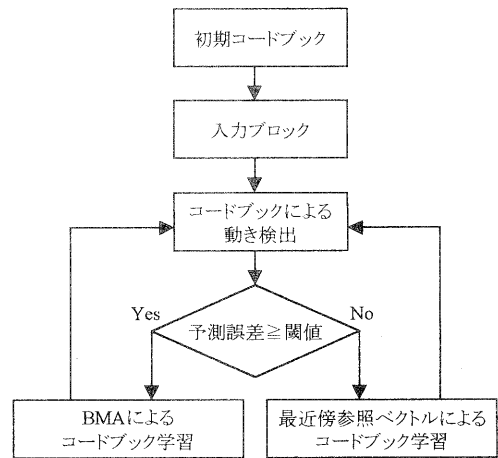 初期コードブック
入力ブロック
コードブックによる
動き検出
Yes
No
予測誤差≧閾値
BMAによる
コードブック学習
最近傍参照ベクトルによる
コードブック学習